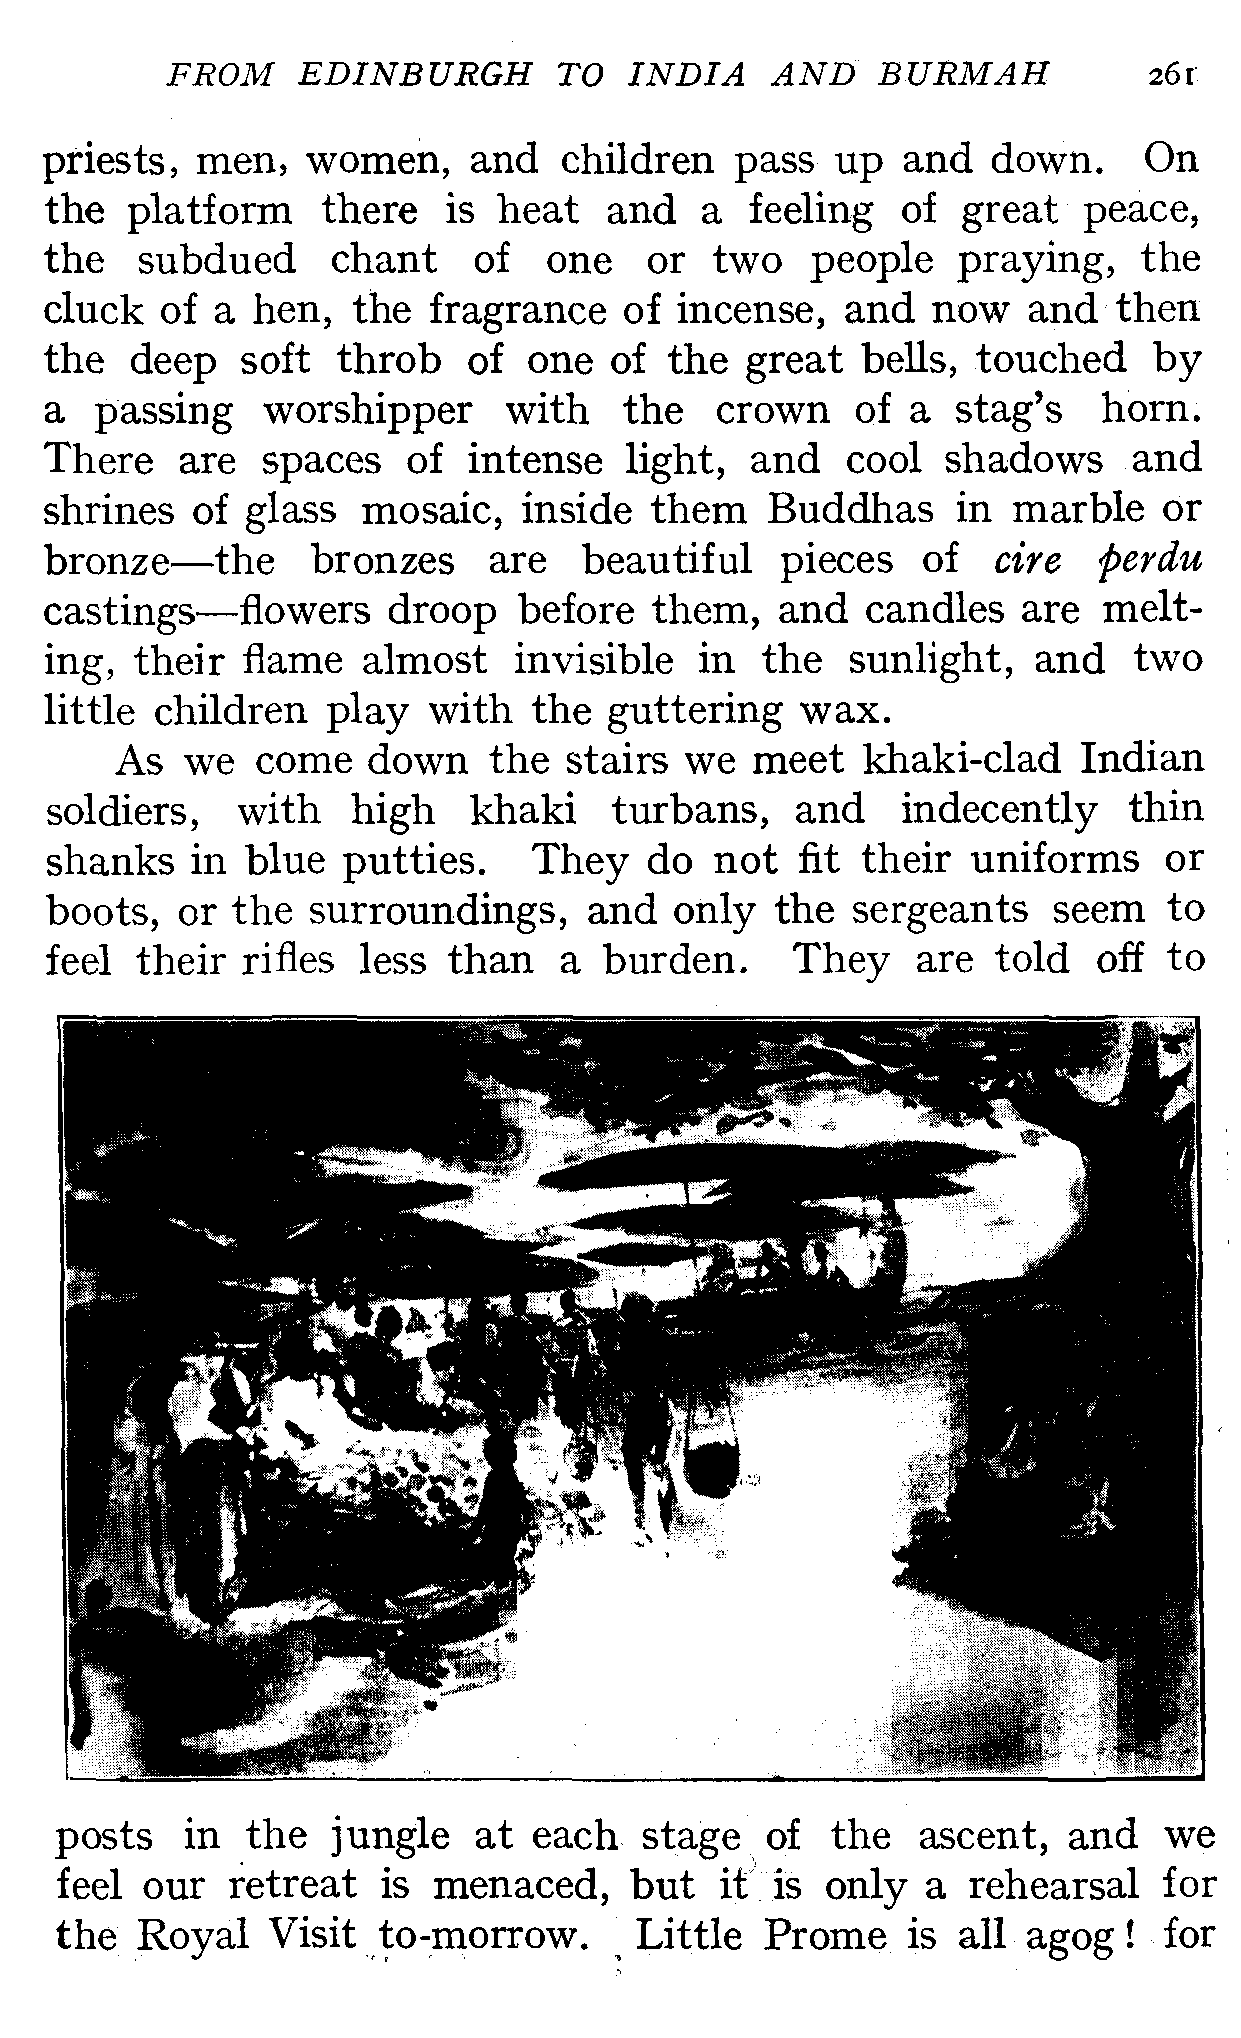 FROM EDINBURGH TO INDIA AND BURMAH 261
priests, men, women, and children pass up and down. On
the platform there is heat and a feeling of great peace,
the subdued chant of one or two people praying, the
cluck of a hen, the fragrance of incense, and now and then
the deep soft throb of one of the great bells, touched by
a passing worshipper with the crown of a stag's horn.
There are spaces of intense light, and cool shadows and
shrines of glass mosaic, inside them Buddhas in marble or
bronze—the bronzes are beautiful pieces of cire perdu
castings—flowers droop before them, and candles are melt-
ing, their flame almost invisible in the sunlight, and two
little children play with the guttering wax.
As we come down the stairs we meet khaki-clad Indian
soldiers, with high khaki turbans, and indecently thin
shanks in blue putties. They do not fit their uniforms or
boots, or the surroundings, and only the sergeants seem to
feel their rifles less than a burden. They are told off to
posts in the jungle at each stage of the ascent, and we
feel our retreat is menaced, but it is only a rehearsal for
the Royal Visit to-morrow. Little Prome is all agog! for